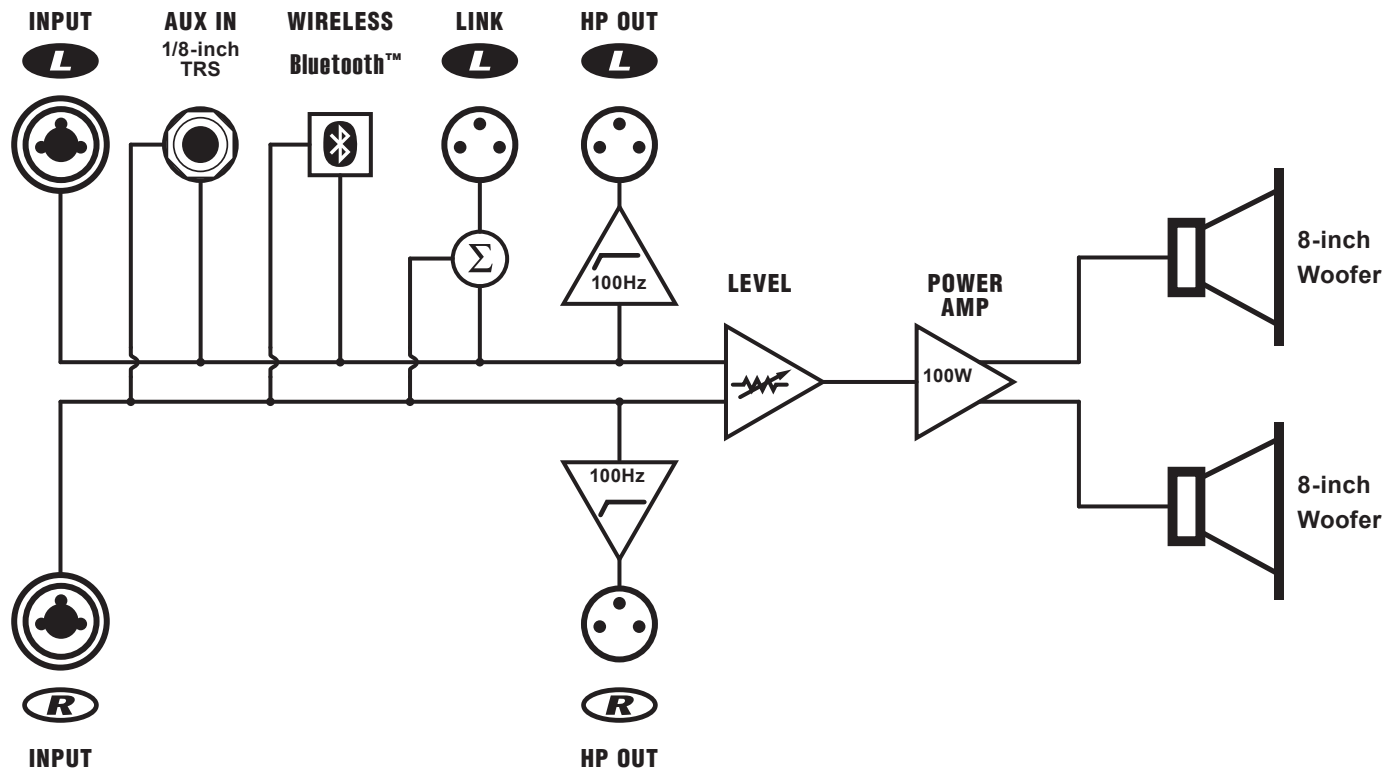 INPUT
L
AUX IN
1/8-inch
TRS
WIRELESS
Bluetooth™
LINK
L
HP OUT
L
Σ
100Hz
LEVEL
POWER
AMP
100W
8-inch
Woofer
100Hz
8-inch
Woofer
R
INPUT
R
HP OUT